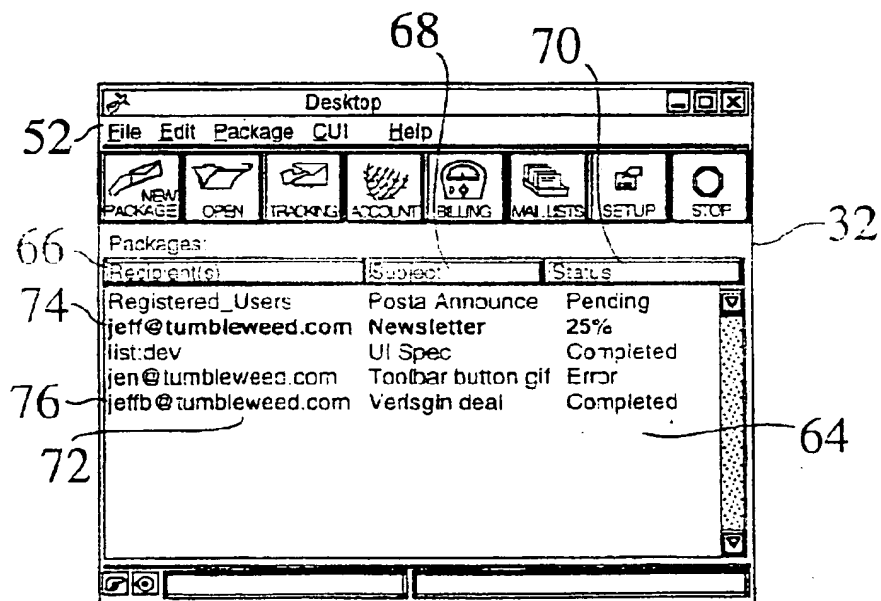 68
70
Desktop
52
File Edit Package CUI Help
NEW PACKAGE OPEN TRACKING ACCOUNT BILLING MAIL LISTS SETUP STOP
32
Packages:
66
Recipient(s) Subject Status
Registered_Users Posta Announce Pending
74
jeff@tumbleweed.com Newsletter 25%
list:dev UI Spec Completed
jen@tumbleweed.com Toolbar button gif Error
76
jeffb@tumbleweed.com Verisgin deal Completed
72
64